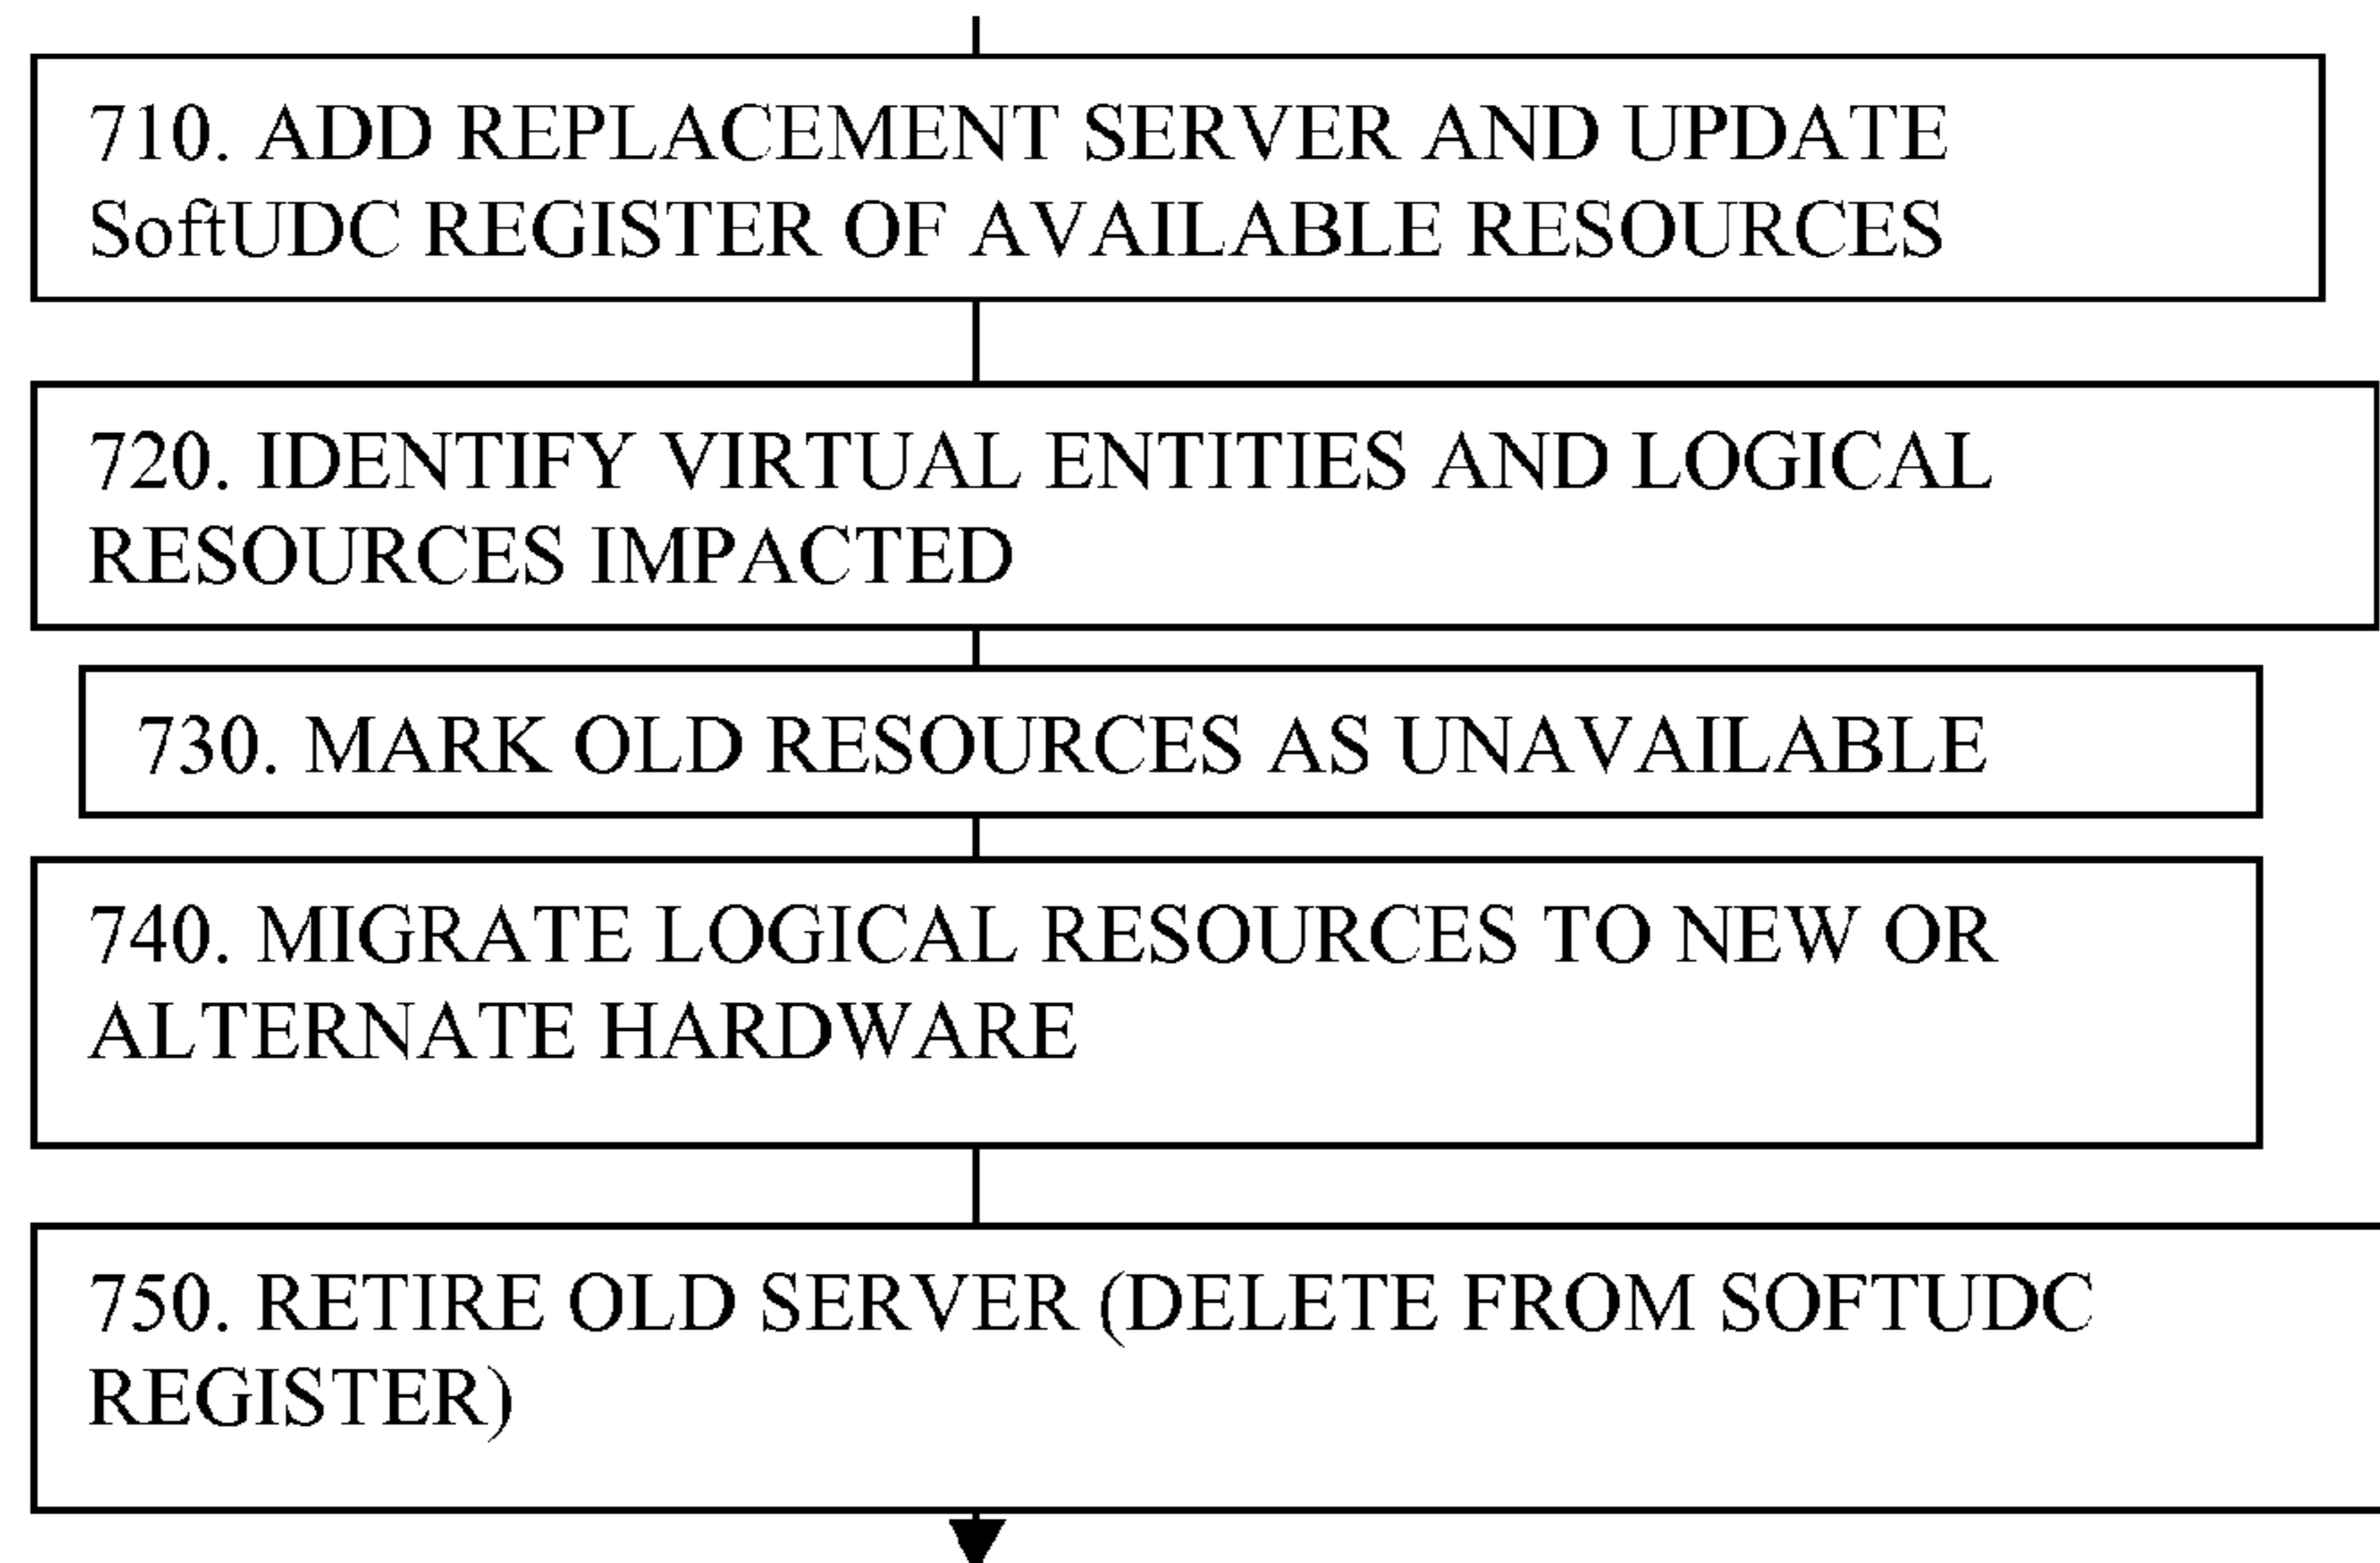 710. ADD REPLACEMENT SERVER AND UPDATE
SoftUDC REGISTER OF AVAILABLE RESOURCES
720. IDENTIFY VIRTUAL ENTITIES AND LOGICAL
RESOURCES IMPACTED
730. MARK OLD RESOURCES AS UNAVAILABLE
740. MIGRATE LOGICAL RESOURCES TO NEW OR
ALTERNATE HARDWARE
750. RETIRE OLD SERVER (DELETE FROM SOFTUDC
REGISTER)